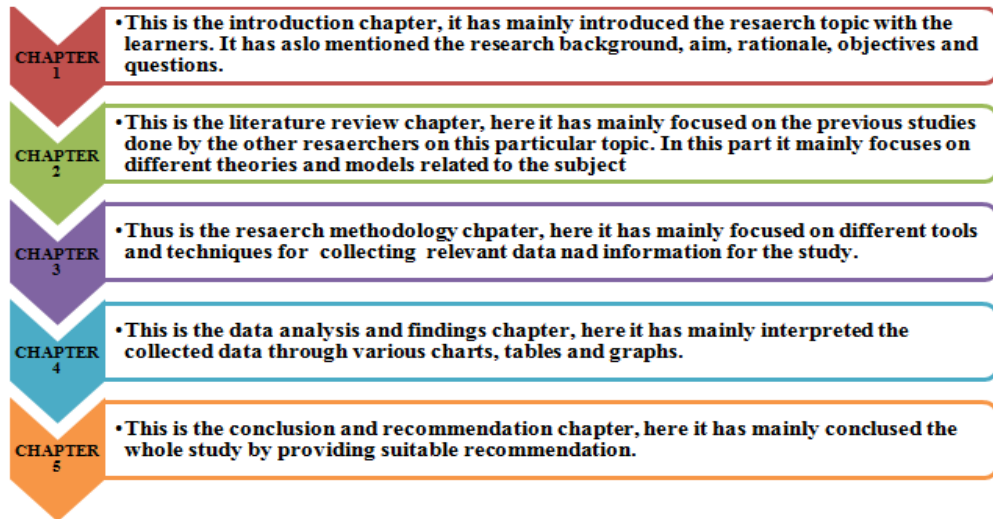 CHAPTER
1
•This is the introduction chapter, it has mainly introduced the resaerch topic with the
learners. It has aslo mentioned the research background, aim, rationale, objectives and
questions.
CHAPTER
2
•This is the literature review chapter, here it has mainly focused on the previous studies
done by the other resaerchers on this particular topic. In this part it mainly focuses on
different theories and models related to the subject
CHAPTER
3
•Thus is the resaerch methodology chpater, here it has mainly focused on different tools
and techniques for collecting relevant data nad information for the study.
CHAPTER
4
•This is the data analysis and findings chapter, here it has mainly interpreted the
collected data through various charts, tables and graphs.
CHAPTER
5
•This is the conclusion and recommendation chapter, here it has mainly conclused the
whole study by providing suitable recommendation.